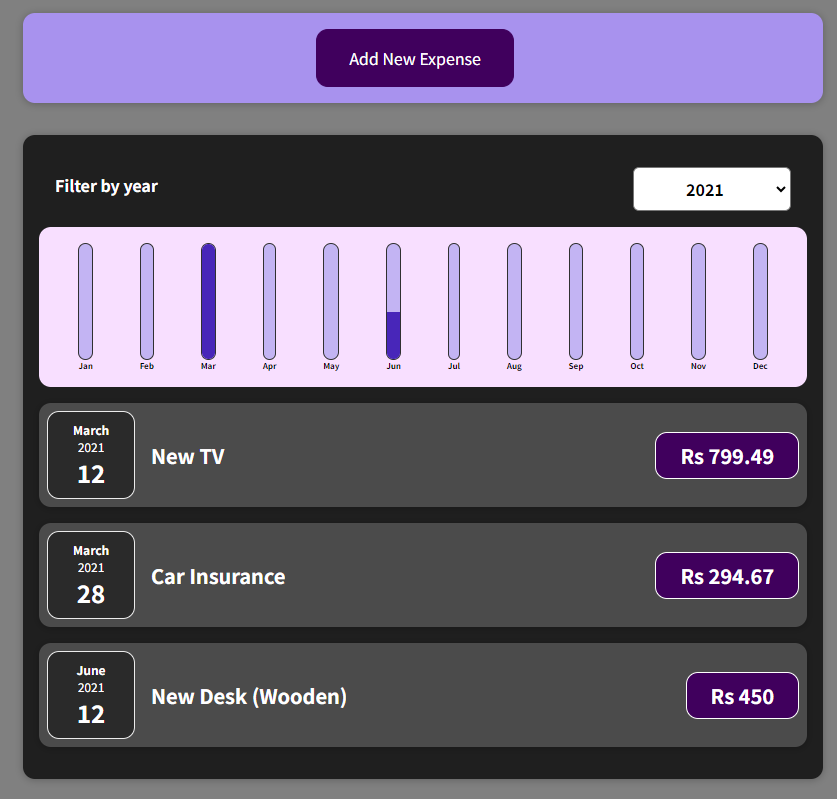 Add New Expense
Filter by year
2021
Jan Feb Mar Apr May Jun Jul Aug Sep Oct Nov Dec
March
2021
12
New TV
Rs 799.49
March
2021
28
Car Insurance
Rs 294.67
June
2021
12
New Desk (Wooden)
Rs 450